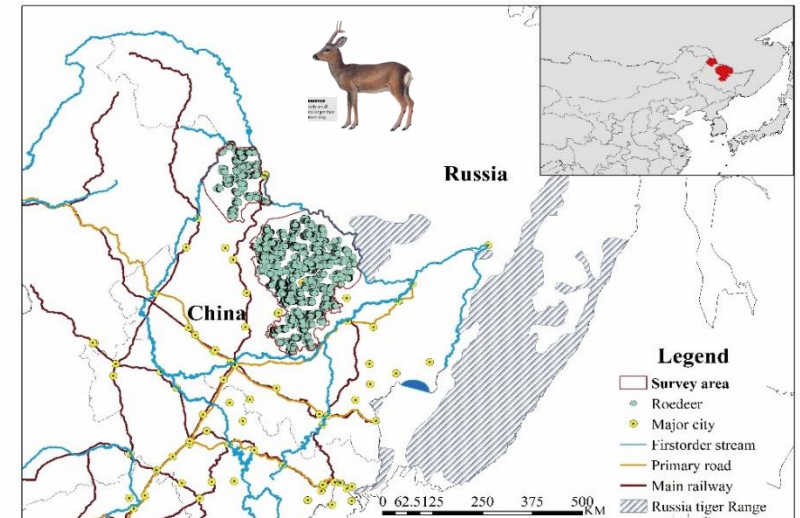 Russia
China
Legend
Survey area
Roedeer
Major city
Firstorder stream
Primary road
Main railway
Russia tiger Range
0 62.5125 250 375 500
KM